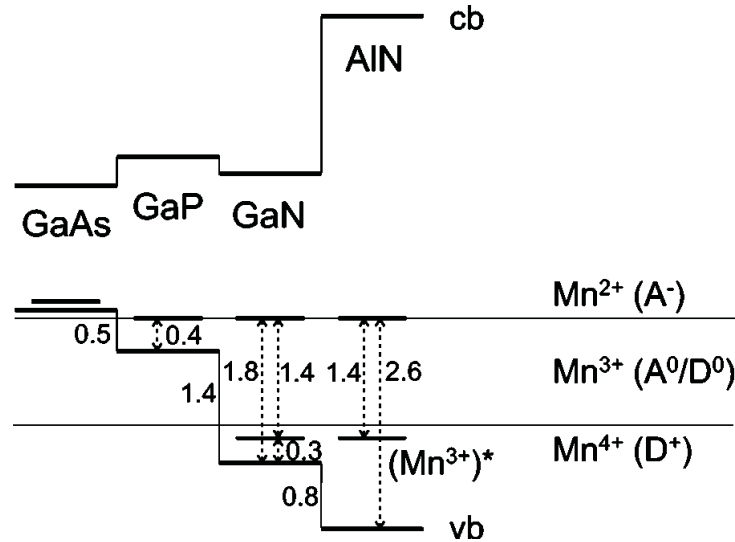 cb
AlN
GaAs
GaP
GaN
Mn²⁺ (A⁻)
0.5
0.4
1.8
1.4
1.4
2.6
1.4
Mn³⁺ (A⁰/D⁰)
0.3
(Mn³⁺)*
Mn⁴⁺ (D⁺)
0.8
vb